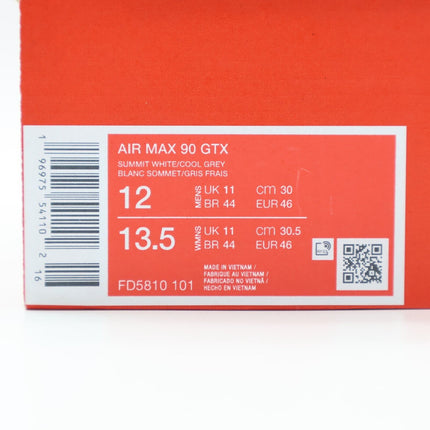 AIR MAX 90 GTX
SUMMIT WHITE/COOL GREY
BLANC SOMMET/GRIS FRAIS
12 MENS UK 11 CM 30
BR 44 EUR 46
13.5 WMNS UK 11 CM 30.5
BR 44 EUR 46
MADE IN VIETNAM /
FABRIQUE AU VIETNAM /
FABRICADO NO VIETNÃ /
HECHO EN VIETNAM
FD5810 101
1 96975 54110 2 16